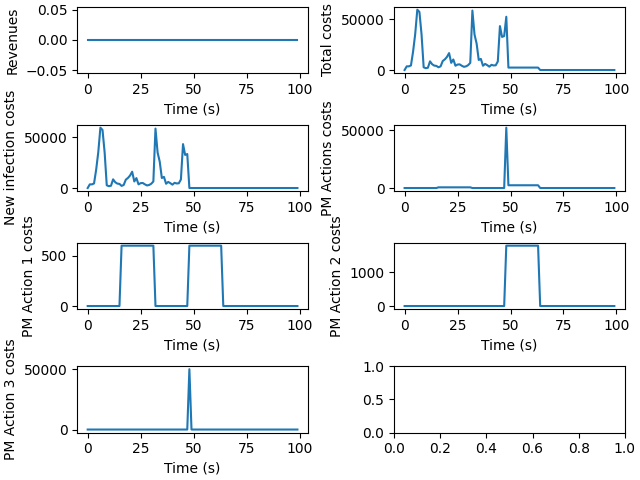 Revenues
0.05
0.00
−0.05
0 25 50 75 100
Time (s)
Total costs
50000
0
0 25 50 75 100
Time (s)
New infection costs
50000
0
0 25 50 75 100
Time (s)
PM Actions costs
50000
0
0 25 50 75 100
Time (s)
PM Action 1 costs
500
0
0 25 50 75 100
Time (s)
PM Action 2 costs
1000
0
0 25 50 75 100
Time (s)
PM Action 3 costs
50000
0
0 25 50 75 100
Time (s)
1.0
0.5
0.0
0.0 0.2 0.4 0.6 0.8 1.0